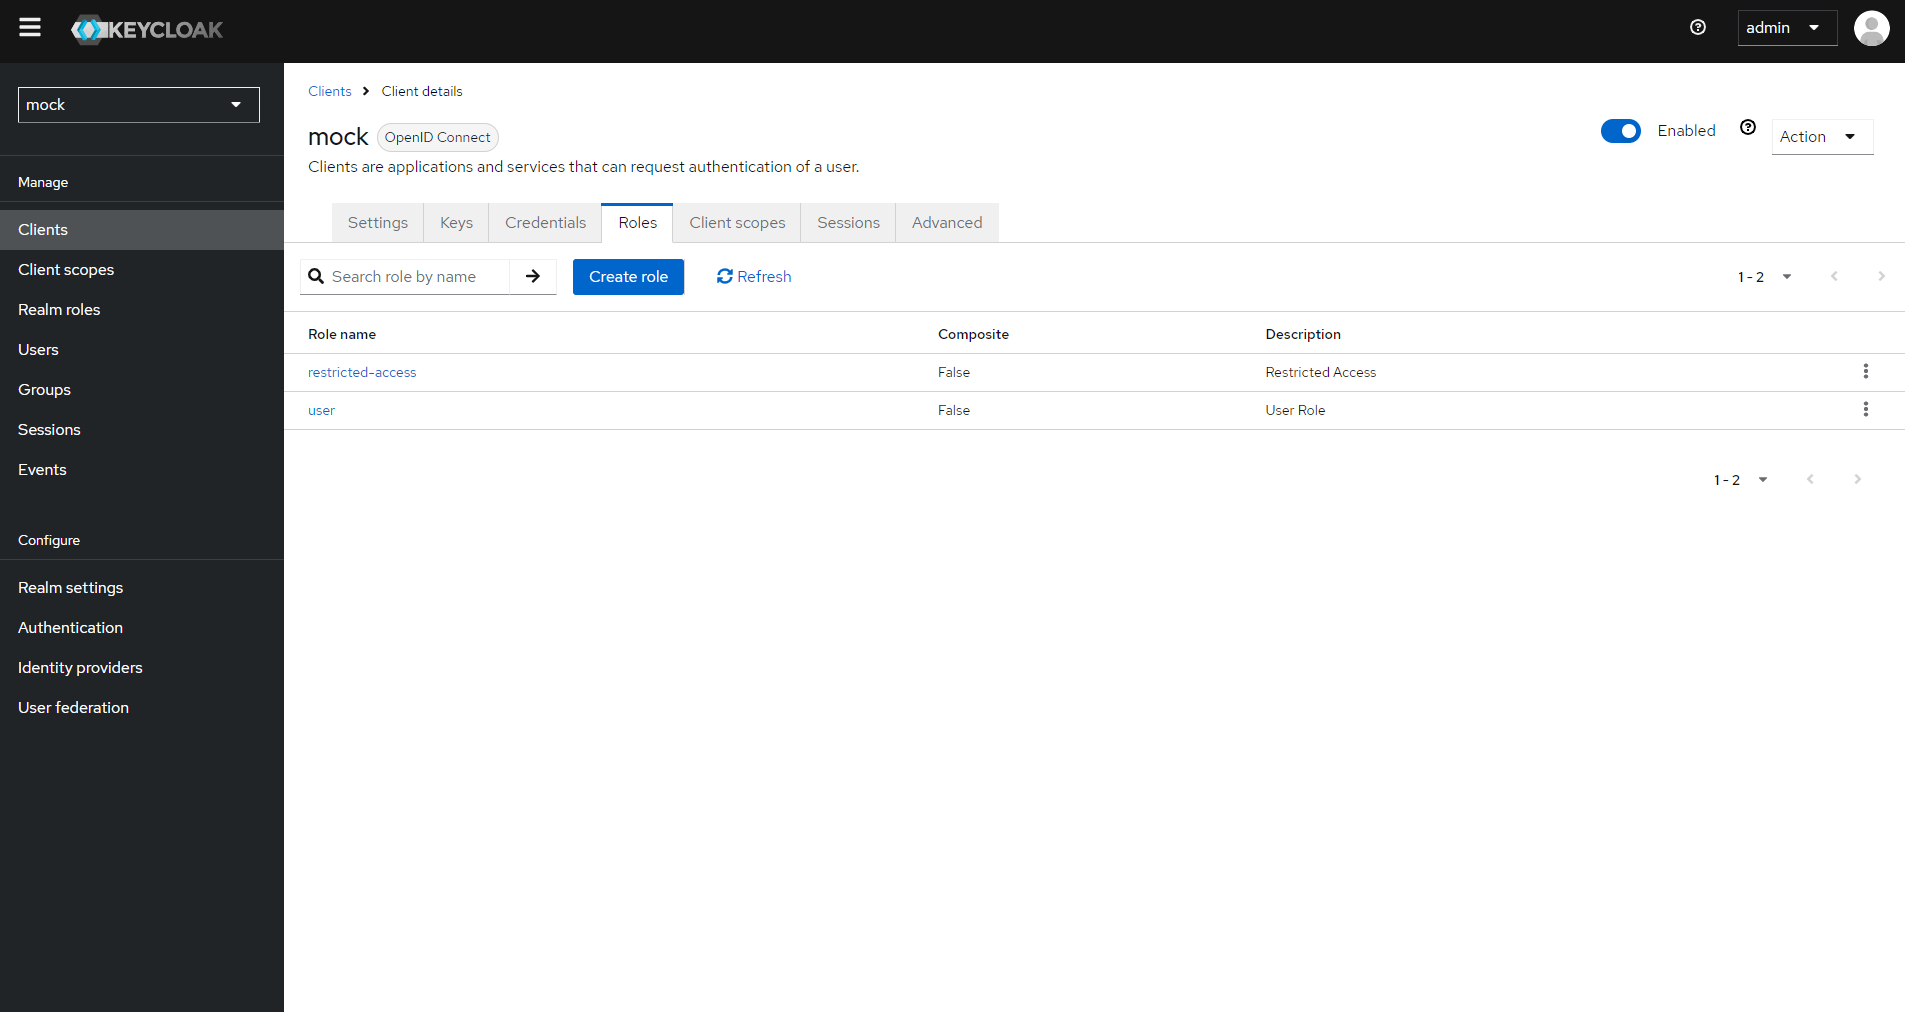 KEYCLOAK
admin
mock
Manage
Clients
Client scopes
Realm roles
Users
Groups
Sessions
Events
Configure
Realm settings
Authentication
Identity providers
User federation
Clients Client details
mock OpenID Connect
Enabled
Action
Clients are applications and services that can request authentication of a user.
Settings Keys Credentials Roles Client scopes Sessions Advanced
Search role by name Create role Refresh 1 - 2
Role name Composite Description
restricted-access False Restricted Access
user False User Role
1 - 2